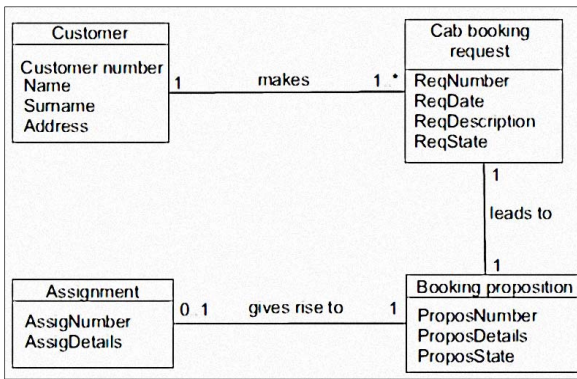 Customer
Customer number
Name
Surname
Address
1
makes
1..*
Cab booking
request
ReqNumber
ReqDate
ReqDescription
ReqState
1
leads to
1
Booking proposition
ProposNumber
ProposDetails
ProposState
Assignment
AssigNumber
AssigDetails
0..1
gives rise to
1